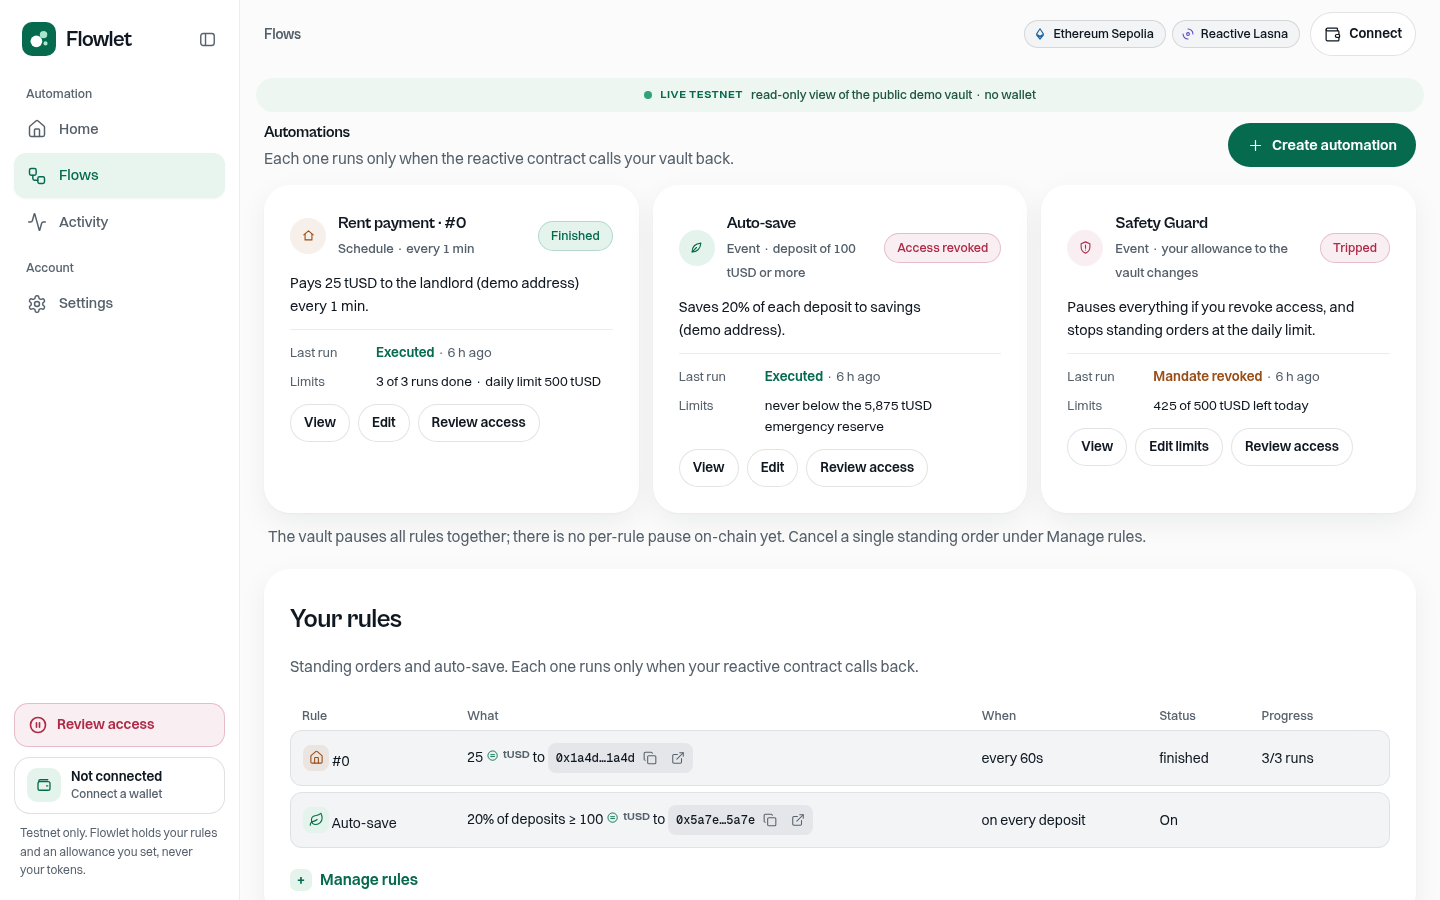 Flowlet
Automation
Home
Flows
Activity
Account
Settings
Review access
Not connected
Connect a wallet
Testnet only. Flowlet holds your rules
and an allowance you set, never
your tokens.
Flows
Ethereum Sepolia
Reactive Lasna
Connect
LIVE TESTNET read-only view of the public demo vault · no wallet
Automations
Each one runs only when the reactive contract calls your vault back.
Create automation
Rent payment · #0
Schedule · every 1 min
Finished
Pays 25 tUSD to the landlord (demo address)
every 1 min.
Last run Executed · 6 h ago
Limits 3 of 3 runs done · daily limit 500 tUSD
View Edit Review access
Auto-save
Event · deposit of 100
tUSD or more
Access revoked
Saves 20% of each deposit to savings
(demo address).
Last run Executed · 6 h ago
Limits never below the 5,875 tUSD
emergency reserve
View Edit Review access
Safety Guard
Event · your allowance to the
vault changes
Tripped
Pauses everything if you revoke access, and
stops standing orders at the daily limit.
Last run Mandate revoked · 6 h ago
Limits 425 of 500 tUSD left today
View Edit limits Review access
The vault pauses all rules together; there is no per-rule pause on-chain yet. Cancel a single standing order under Manage rules.
Your rules
Standing orders and auto-save. Each one runs only when your reactive contract calls back.
Rule What When Status Progress
#0 25 tUSD to 0x1a4d…1a4d every 60s finished 3/3 runs
Auto-save 20% of deposits ≥ 100 tUSD to 0x5a7e…5a7e on every deposit On
+ Manage rules